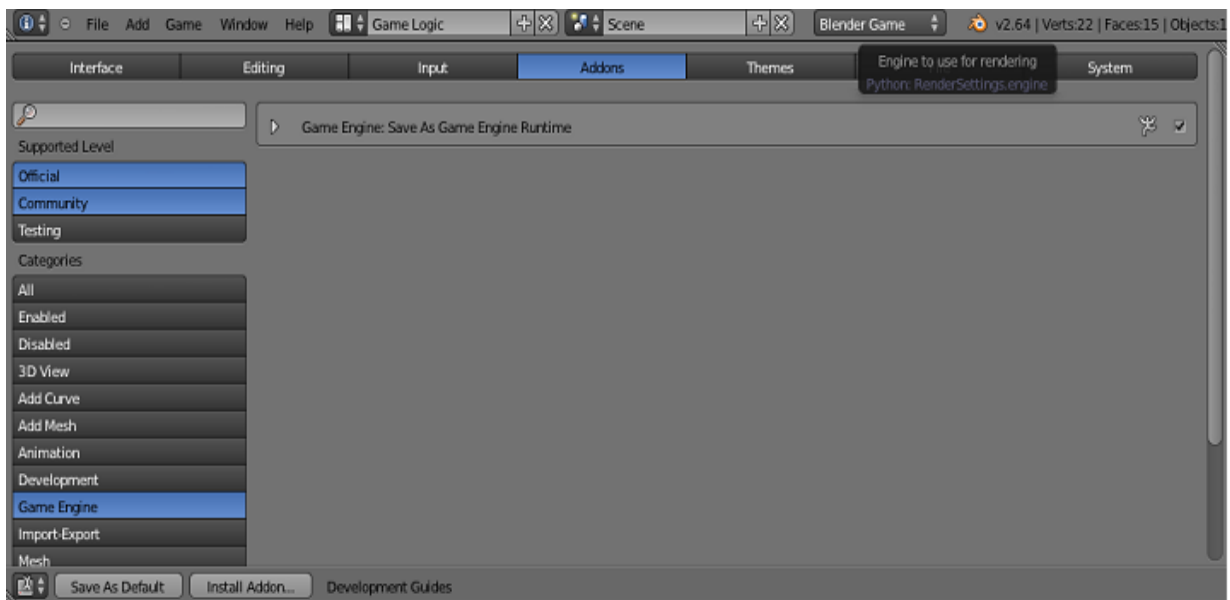 File Add Game Window Help Game Logic Scene Blender Game v2.64 | Verts:22 | Faces:15 | Objects:1
Interface Editing Input Addons Themes System
Engine to use for rendering
Python: RenderSettings.engine
Game Engine: Save As Game Engine Runtime
Supported Level
Official
Community
Testing
Categories
All
Enabled
Disabled
3D View
Add Curve
Add Mesh
Animation
Development
Game Engine
Import-Export
Mesh
Save As Default Install Addon... Development Guides